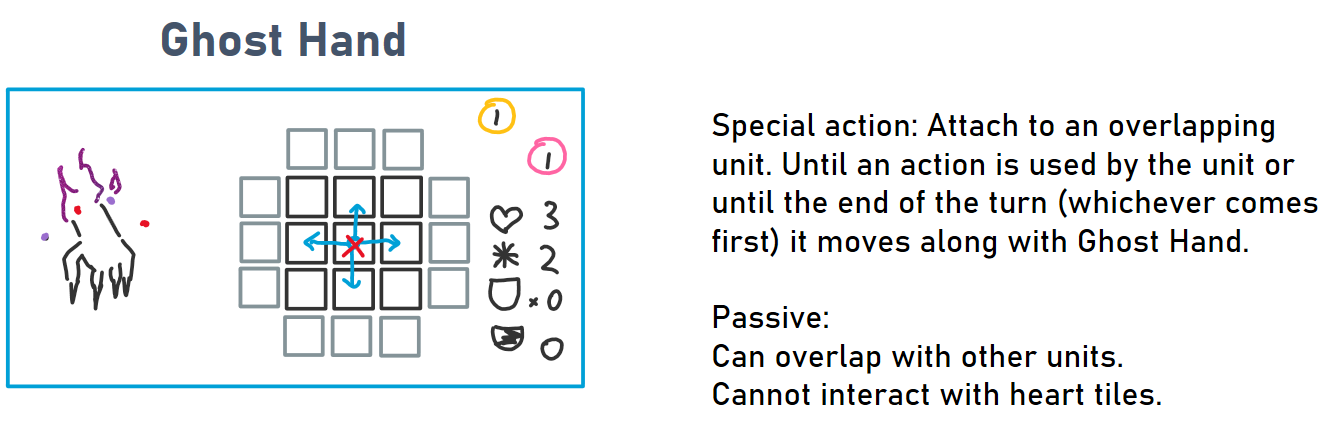 Ghost Hand
1
1
3
2
× 0
0
Special action: Attach to an overlapping
unit. Until an action is used by the unit or
until the end of the turn (whichever comes
first) it moves along with Ghost Hand.
Passive:
Can overlap with other units.
Cannot interact with heart tiles.